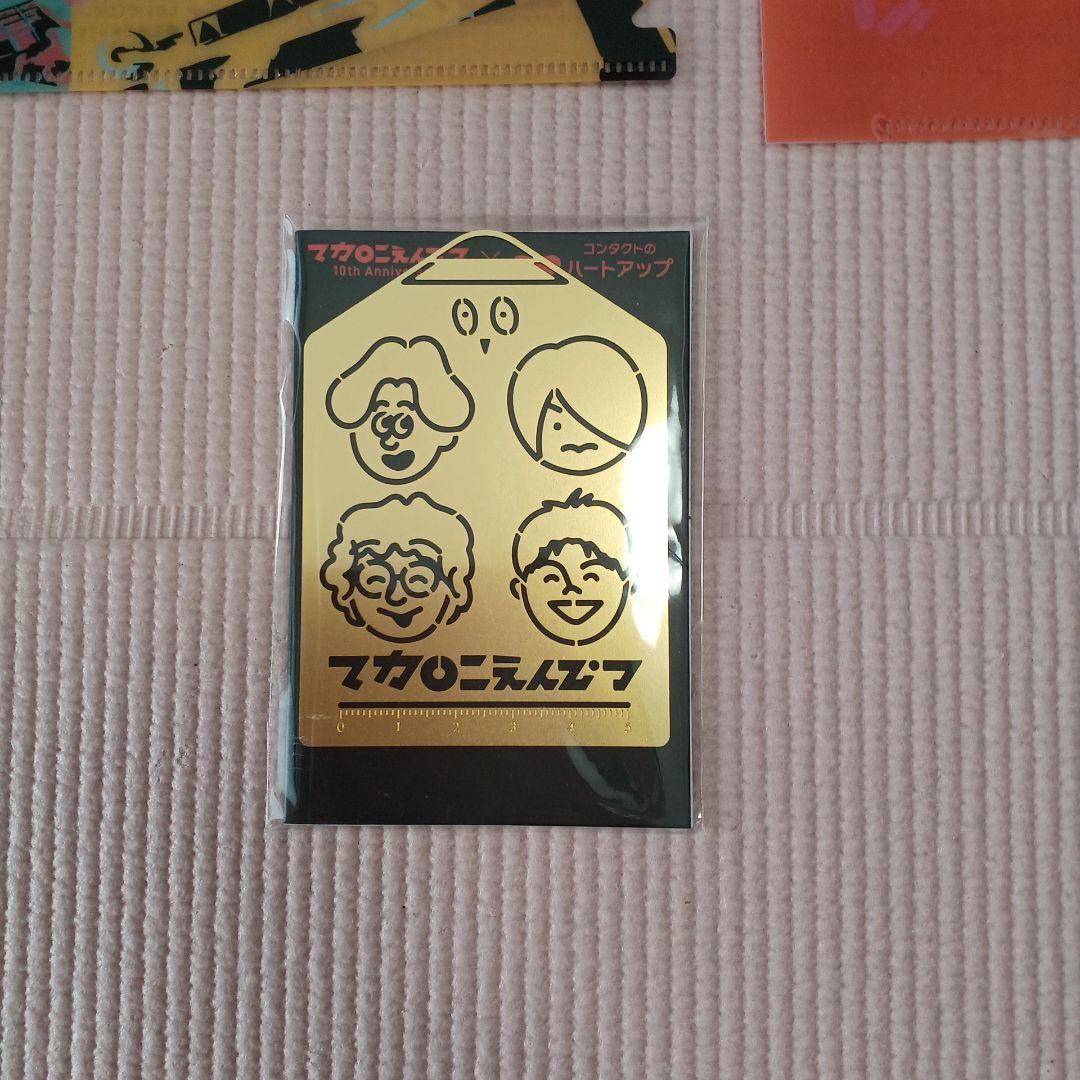 マカロニえんぴつ × コンタクトの
10th Anniv ハートアップ
マカロニえんぴつ
0 1 2 3 4 5